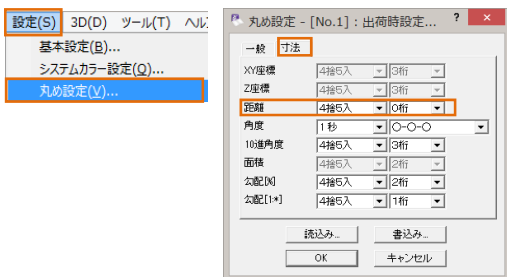 設定(S) 3D(D) ツール(T)
基本設定(B)...
システムカラー設定(Q)...
丸め設定(V)...
丸め設定 - [No.1]：出荷時設定... ? ×
一般 寸法
XY座標 4捨5入 3桁
Z座標 4捨5入 3桁
距離 4捨5入 0桁
角度 1秒 ○-○-○
10進角度 4捨5入 3桁
面積 4捨5入 2桁
勾配[%] 4捨5入 2桁
勾配[1:*] 4捨5入 1桁
読込み... 書込み...
OK キャンセル